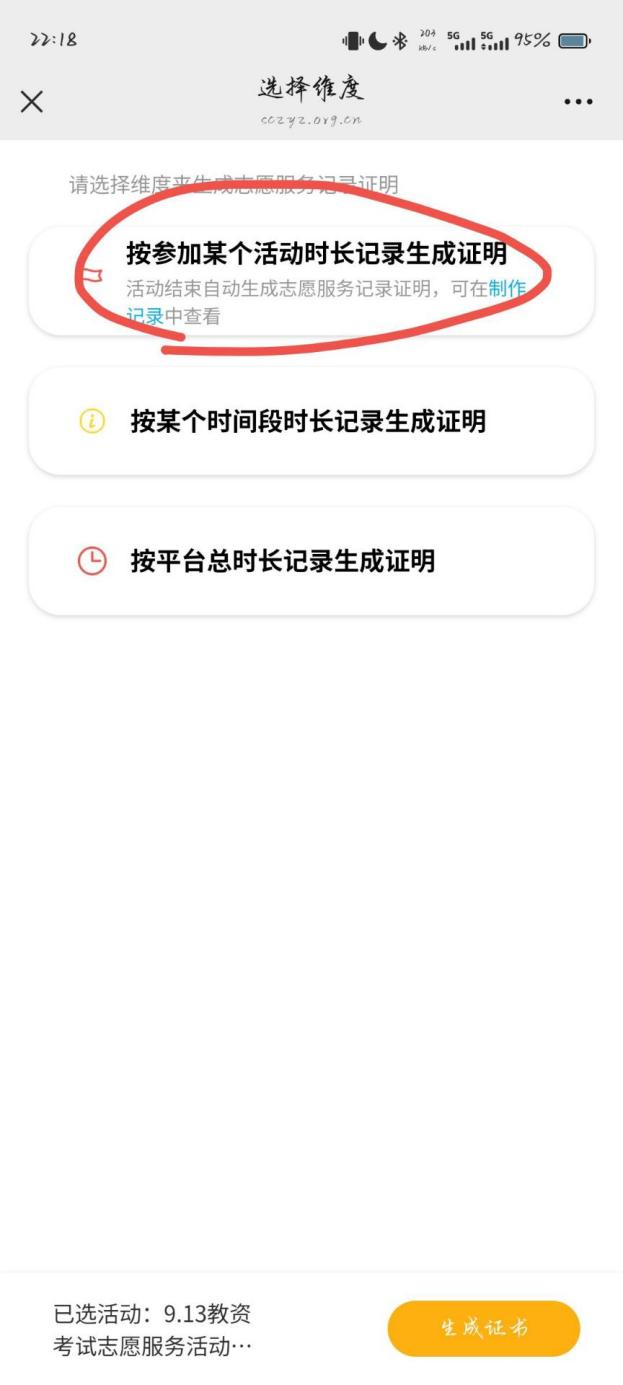 22:18
204
kb/s
5G
5G
95%
选择维度
cczyz.org.cn
请选择维度来生成志愿服务记录证明
按参加某个活动时长记录生成证明
活动结束自动生成志愿服务记录证明，可在制作
记录中查看
按某个时间段时长记录生成证明
按平台总时长记录生成证明
已选活动：9.13教资
考试志愿服务活动…
生成证书